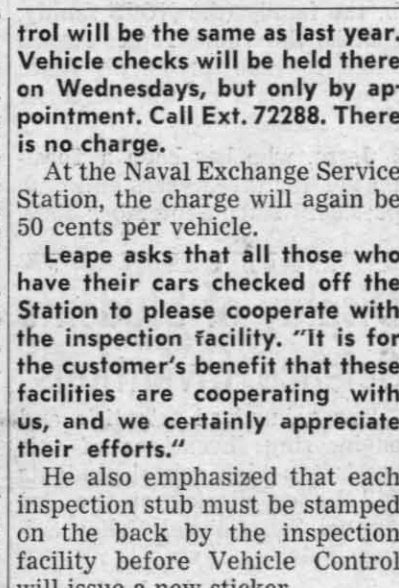 trol will be the same as last year.
Vehicle checks will be held there
on Wednesdays, but only by ap-
pointment. Call Ext. 72288. There
is no charge.
At the Naval Exchange Service
Station, the charge will again be
50 cents per vehicle.
Leape asks that all those who
have their cars checked off the
Station to please cooperate with
the inspection facility. "It is for
the customer's benefit that these
facilities are cooperating with
us, and we certainly appreciate
their efforts."
He also emphasized that each
inspection stub must be stamped
on the back by the inspection
facility before Vehicle Control
will issue a new sticker.